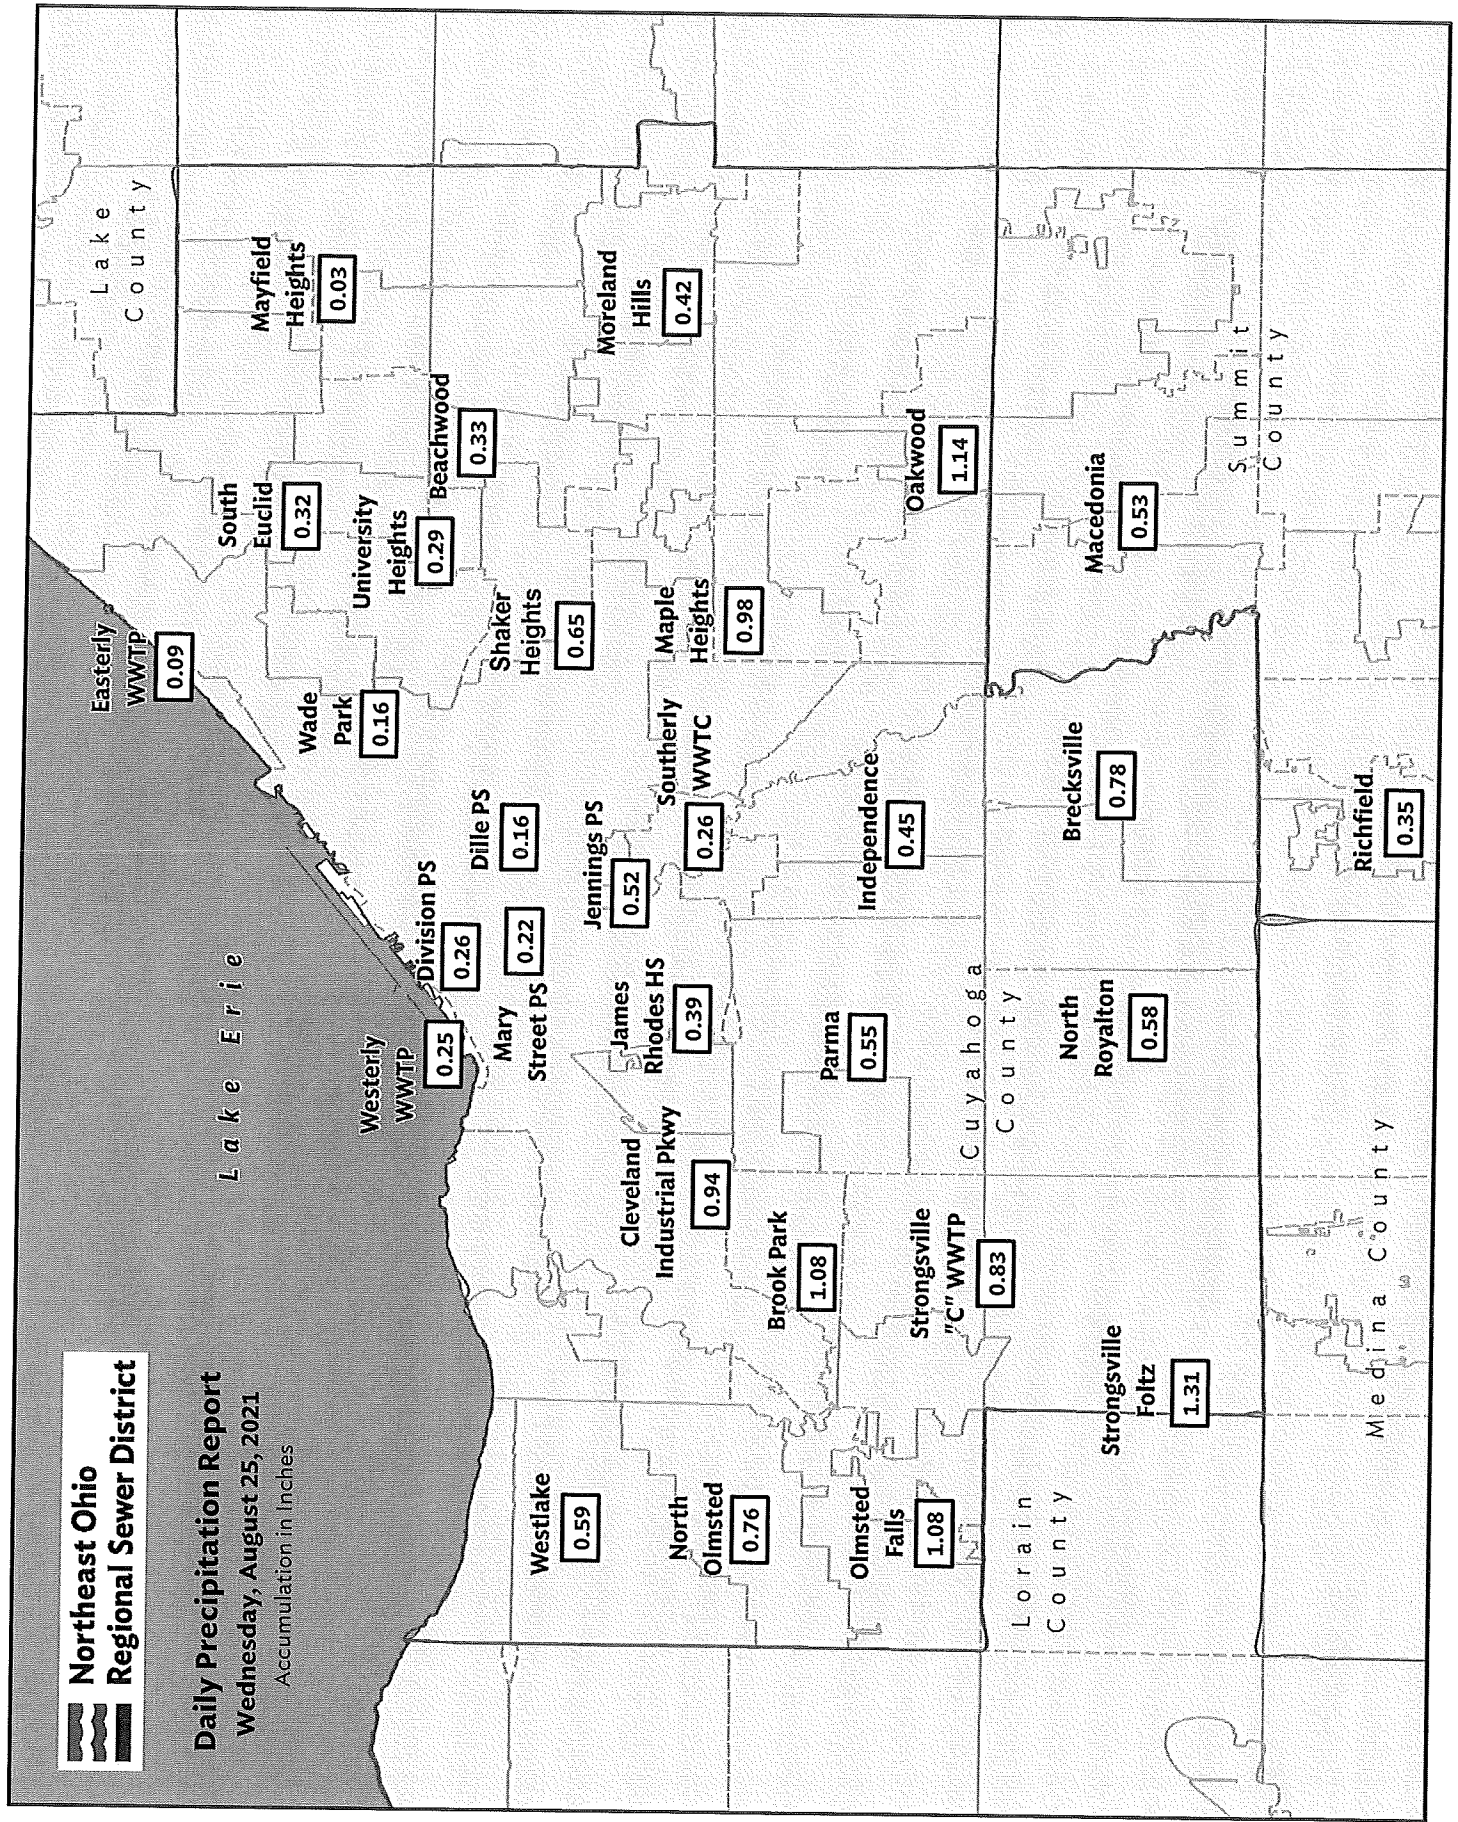 Northeast Ohio
Regional Sewer District
Daily Precipitation Report
Wednesday, August 25, 2021
Accumulation in Inches
Lake Erie
Lake
County
Easterly
WWTP
0.09
South
Euclid
0.32
Mayfield
Heights
0.03
Wade
Park
0.16
University
Heights
0.29
Beachwood
0.33
Westerly
WWTP
0.25
Division PS
0.26
Dille PS
0.16
Mary
Street PS
0.22
Shaker
Heights
0.65
Moreland
Hills
0.42
Westlake
0.59
Jennings PS
0.52
James
Rhodes HS
0.39
Cleveland
Industrial Pkwy
0.94
Southerly
WWTC
0.26
Maple
Heights
0.98
North
Olmsted
0.76
Brook Park
1.08
Parma
0.55
Independence
0.45
Oakwood
1.14
Olmsted
Falls
1.08
Strongsville
"C" WWTP
0.83
Cuyahoga
County
Lorain
County
Strongsville
Foltz
1.31
North
Royalton
0.58
Brecksville
0.78
Macedonia
0.53
Summit
County
Medina County
Richfield
0.35